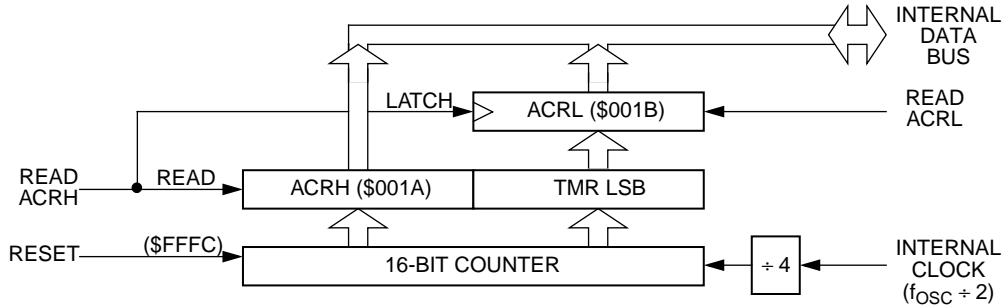 INTERNAL
DATA
BUS
LATCH
ACRL ($001B)
READ
ACRL
READ
ACRH
READ
ACRH ($001A)
TMR LSB
RESET
($FFFC)
16-BIT COUNTER
÷ 4
INTERNAL
CLOCK
(fOSC ÷ 2)